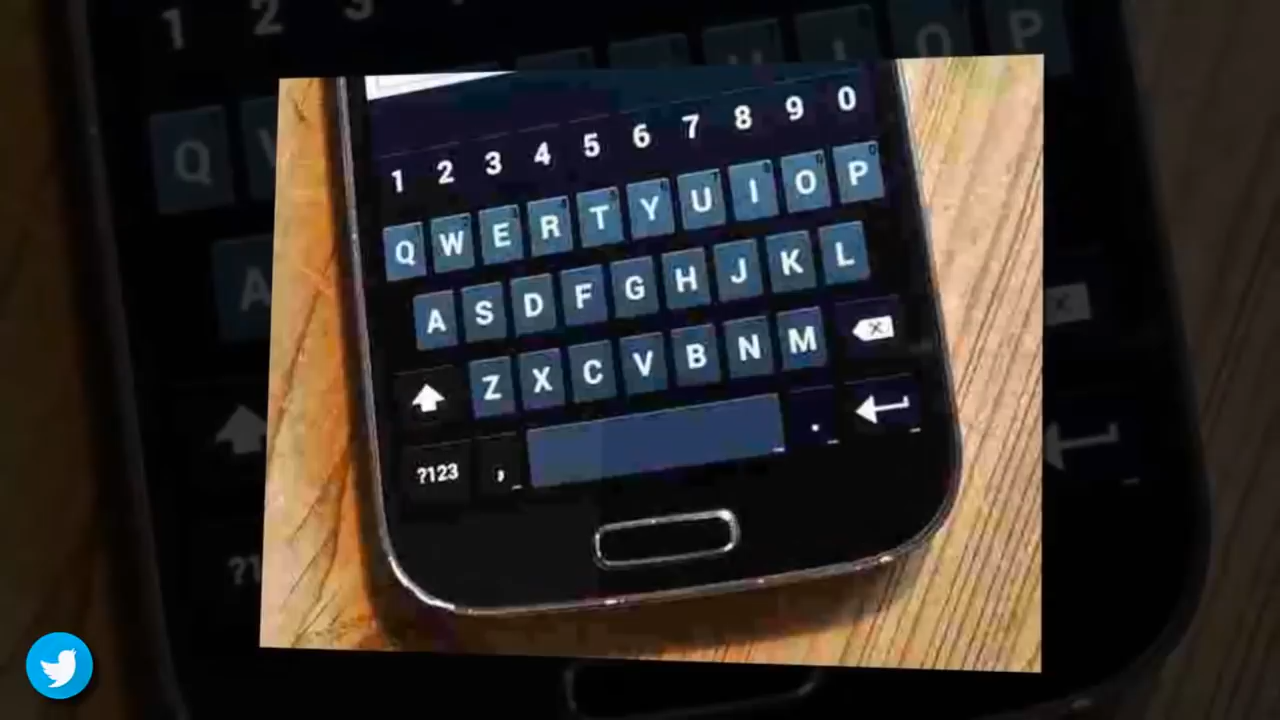 1 2 3 4 5 6 7 8 9 0
Q W E R T Y U I O P
A S D F G H J K L
Z X C V B N M
?123 , .